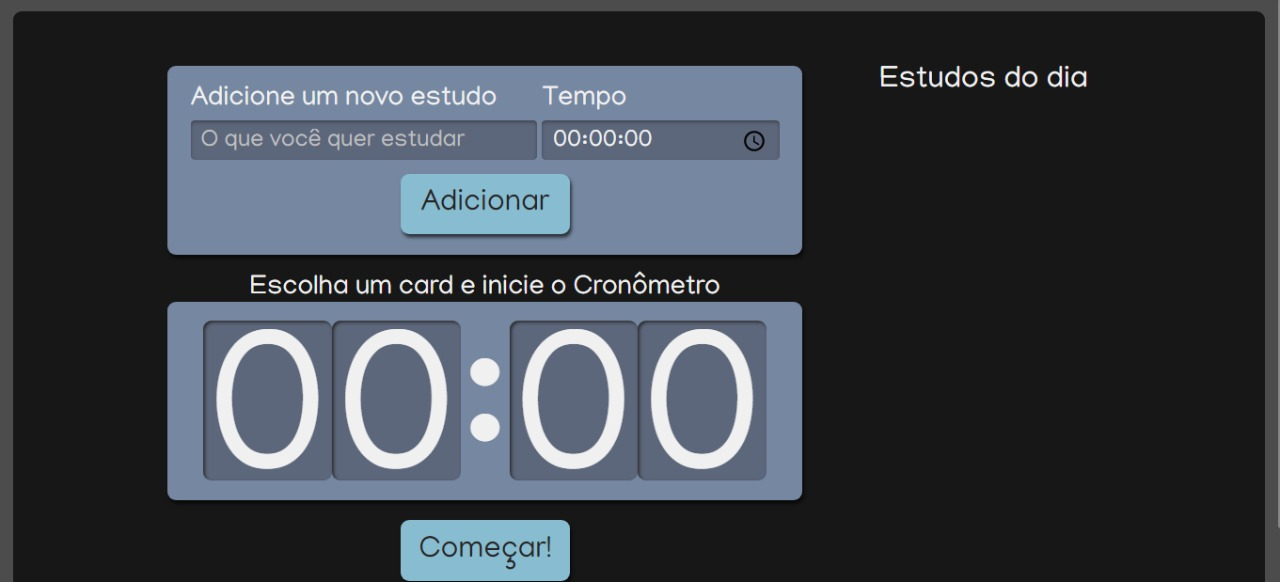 Adicione um novo estudo
Tempo
O que você quer estudar
00:00:00
Adicionar
Escolha um card e inicie o Cronômetro
00:00
Começar!
Estudos do dia